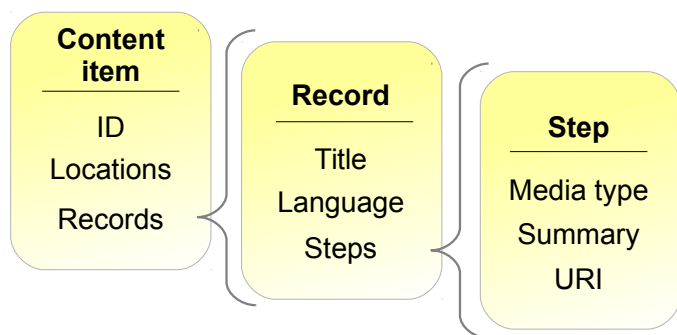 Content
item
ID
Locations
Records
Record
Title
Language
Steps
Step
Media type
Summary
URI